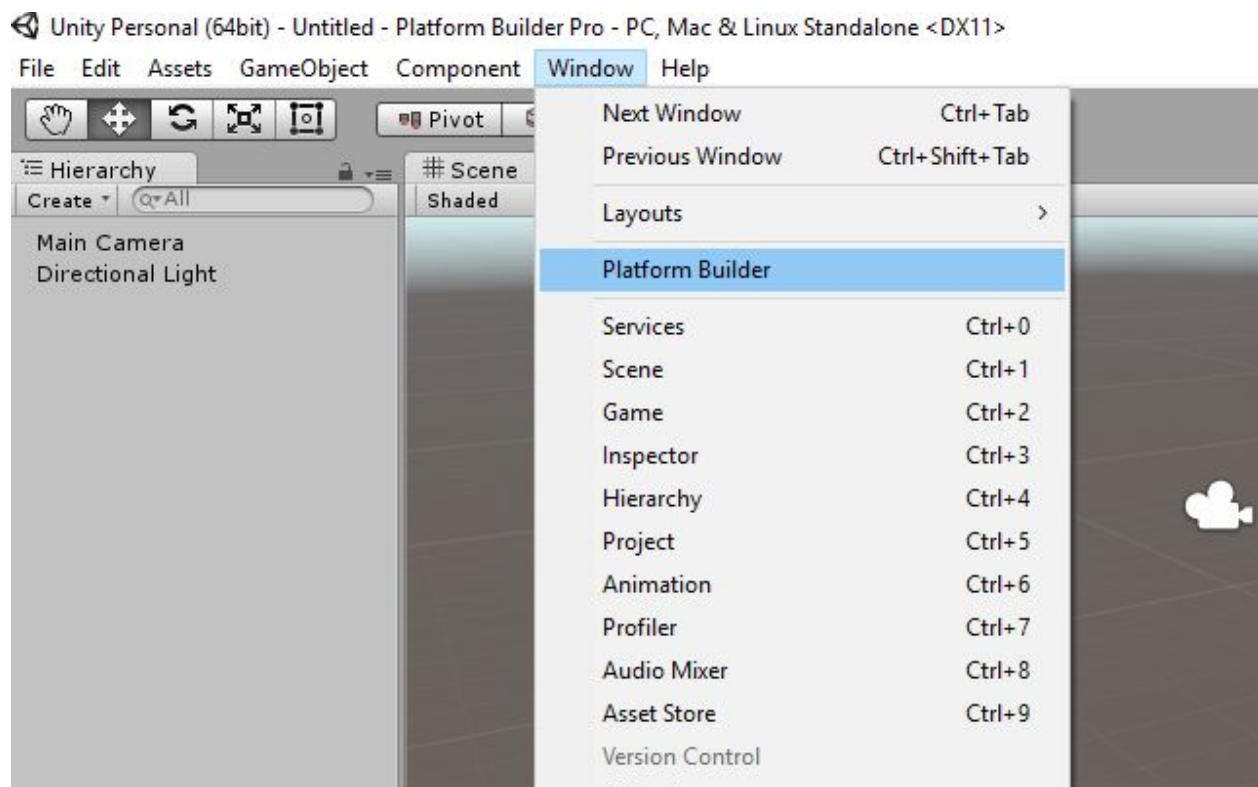 Unity Personal (64bit) - Untitled - Platform Builder Pro - PC, Mac & Linux Standalone <DX11>
File Edit Assets GameObject Component Window Help
Pivot
Hierarchy
Create All
Main Camera
Directional Light
Scene
Shaded
Next Window Ctrl+Tab
Previous Window Ctrl+Shift+Tab
Layouts
Platform Builder
Services Ctrl+0
Scene Ctrl+1
Game Ctrl+2
Inspector Ctrl+3
Hierarchy Ctrl+4
Project Ctrl+5
Animation Ctrl+6
Profiler Ctrl+7
Audio Mixer Ctrl+8
Asset Store Ctrl+9
Version Control